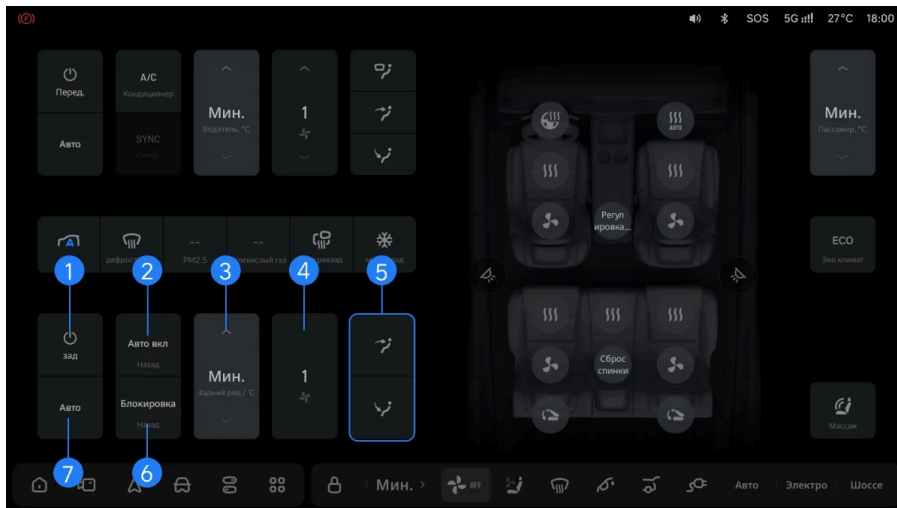 SOS 5G 27°C 18:00
Перед.
Авто
A/C
Кондиционер
SYNC
Синхр.
Мин.
Водитель, °C
1
AUTO
Мин.
Пассажир, °C
Регул
ировка...
A
PM2.5
--
--
ECO
Эко климат
1
2
3
4
5
зад
Авто вкл
Назад
Мин.
Задний ряд / °C
1
Сброс
спинки
Авто
Блокировка
Назад
Массаж
7
6
Мин.
OFF
Авто
Электро
Шоссе